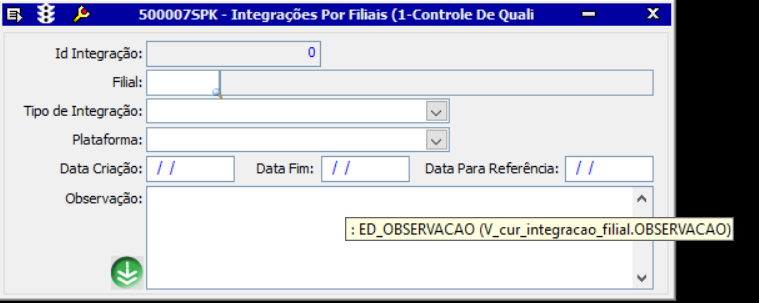 500007SPK - Integrações Por Filiais (1-Controle De Quali
Id Integração: 0
Filial:
Tipo de Integração:
Plataforma:
Data Criação: / / Data Fim: / / Data Para Referência: / /
Observação:
: ED_OBSERVACAO (V_cur_integracao_filial.OBSERVACAO)